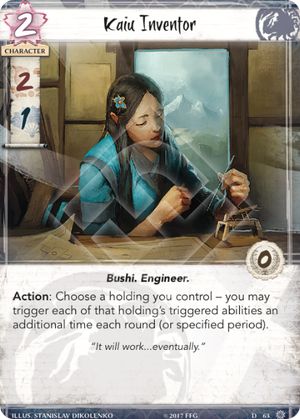 2
Kaiu Inventor
CHARACTER
2
1
0
Bushi. Engineer.
Action: Choose a holding you control – you may
trigger each of that holding's triggered abilities an
additional time each round (or specified period).
"It will work...eventually."
ILLUS. STANISLAV DIKOLENKO
©2017 FFG
D 63